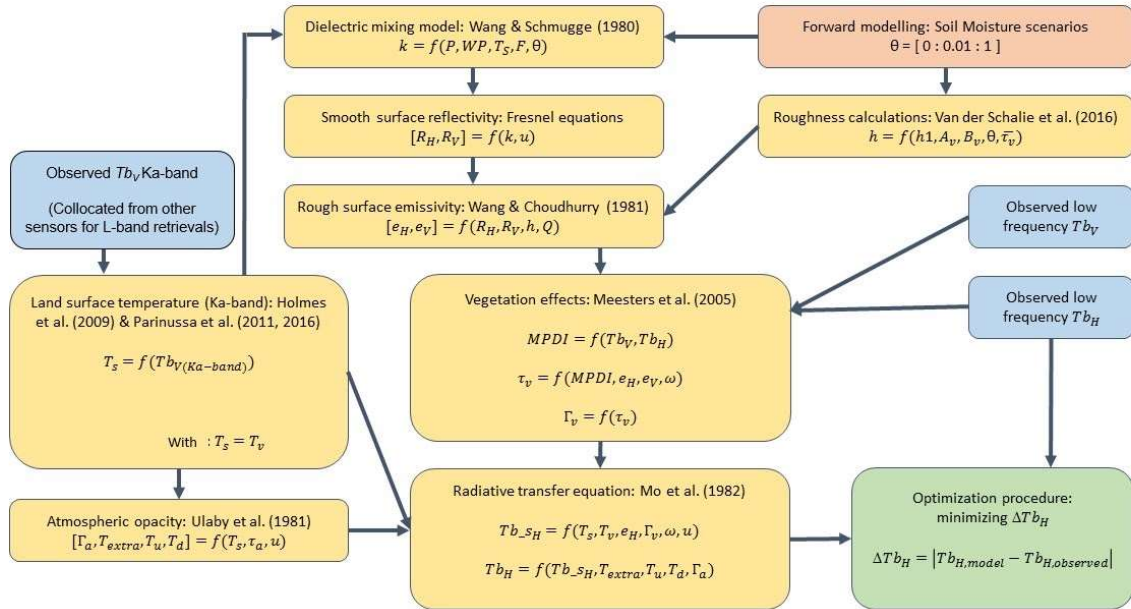 Dielectric mixing model: Wang & Schmugge (1980)
k = f(P, WP, T_S, F, θ)
Forward modelling: Soil Moisture scenarios
θ = [ 0 : 0.01 : 1 ]
Smooth surface reflectivity: Fresnel equations
[R_H, R_V] = f(k, u)
Roughness calculations: Van der Schalie et al. (2016)
h = f(h1, A_v, B_v, θ, τ̄_v)
Observed Tb_V Ka-band
(Collocated from other
sensors for L-band retrievals)
Rough surface emissivity: Wang & Choudhurry (1981)
[e_H, e_V] = f(R_H, R_V, h, Q)
Observed low
frequency Tb_V
Land surface temperature (Ka-band): Holmes
et al. (2009) & Parinussa et al. (2011, 2016)
T_s = f(Tb_V(Ka−band))
With : T_s = T_v
Vegetation effects: Meesters et al. (2005)
MPDI = f(Tb_V, Tb_H)
τ_v = f(MPDI, e_H, e_V, ω)
Γ_v = f(τ_v)
Observed low
frequency Tb_H
Atmospheric opacity: Ulaby et al. (1981)
[Γ_a, T_extra, T_u, T_d] = f(T_s, τ_a, u)
Radiative transfer equation: Mo et al. (1982)
Tb_s_H = f(T_s, T_v, e_H, Γ_v, ω, u)
Tb_H = f(Tb_s_H, T_extra, T_u, T_d, Γ_a)
Optimization procedure:
minimizing ΔTb_H
ΔTb_H = |Tb_H,model − Tb_H,observed|